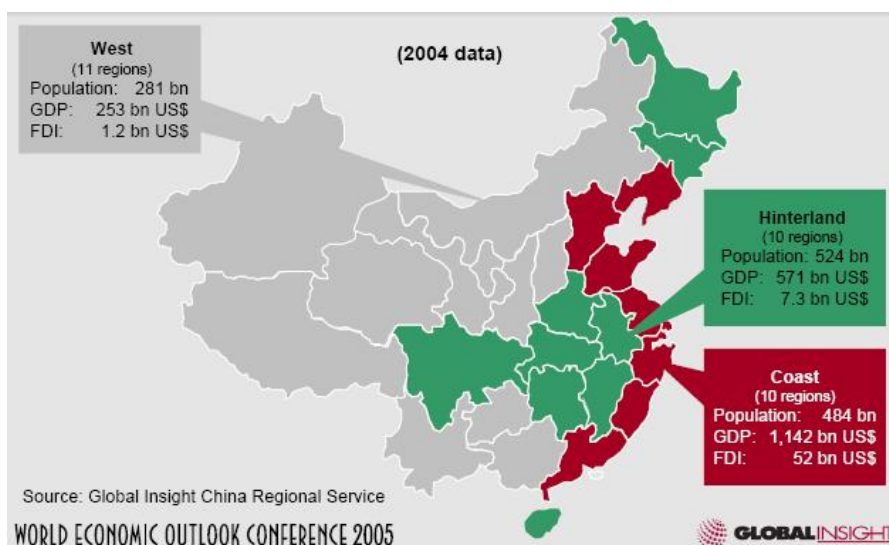 West
(11 regions)
Population: 281 bn
GDP: 253 bn US$
FDI: 1.2 bn US$
(2004 data)
Hinterland
(10 regions)
Population: 524 bn
GDP: 571 bn US$
FDI: 7.3 bn US$
Coast
(10 regions)
Population: 484 bn
GDP: 1,142 bn US$
FDI: 52 bn US$
Source: Global Insight China Regional Service
WORLD ECONOMIC OUTLOOK CONFERENCE 2005
GLOBAL INSIGHT